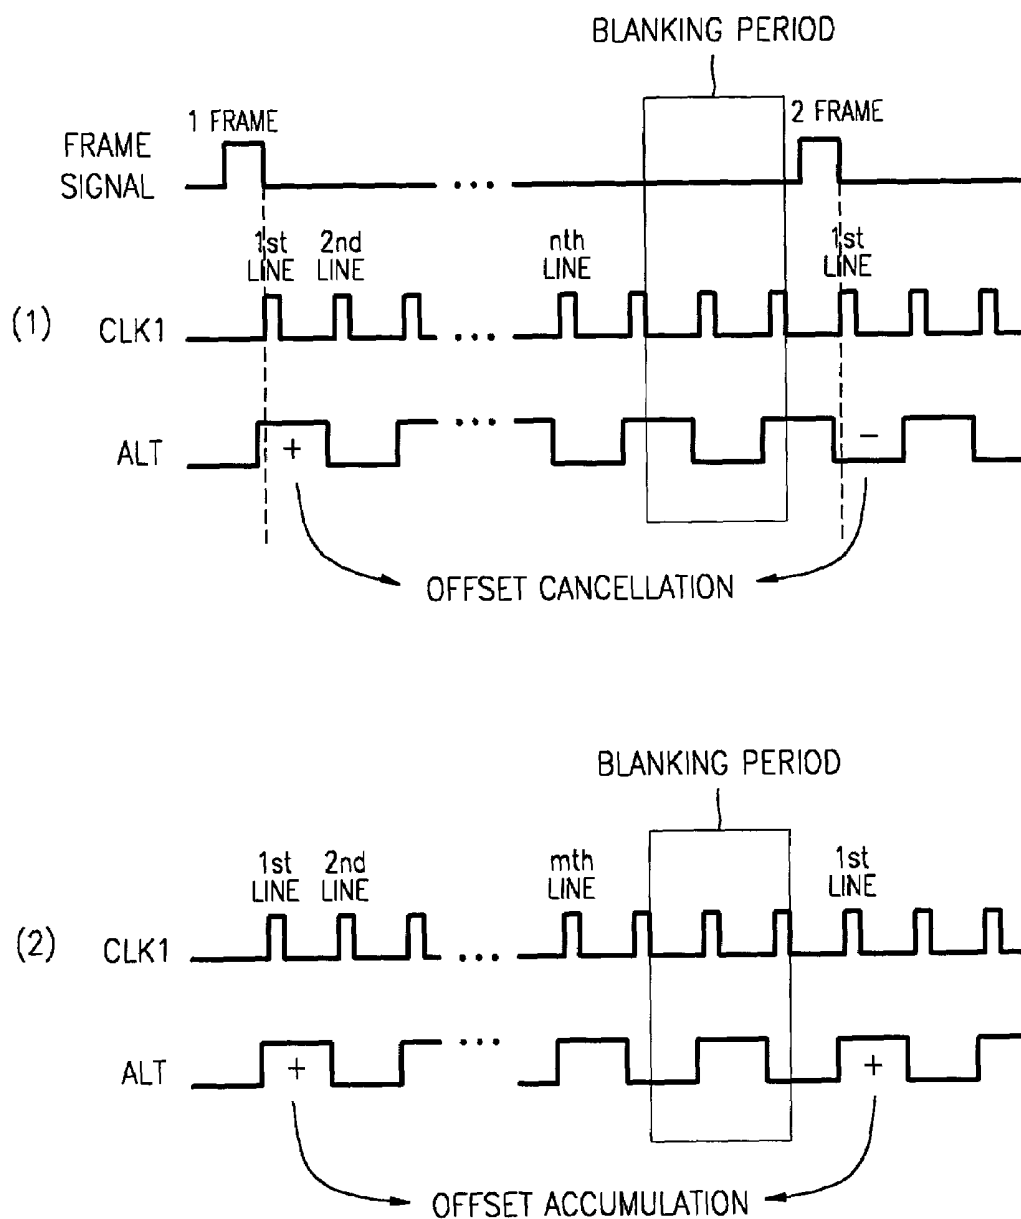 BLANKING PERIOD
1 FRAME
2 FRAME
FRAME
SIGNAL
...
1st
LINE
2nd
LINE
nth
LINE
1st
LINE
(1)
CLK1
...
ALT
+
...
−
OFFSET CANCELLATION
BLANKING PERIOD
1st
LINE
2nd
LINE
mth
LINE
1st
LINE
(2)
CLK1
...
ALT
+
...
+
OFFSET ACCUMULATION